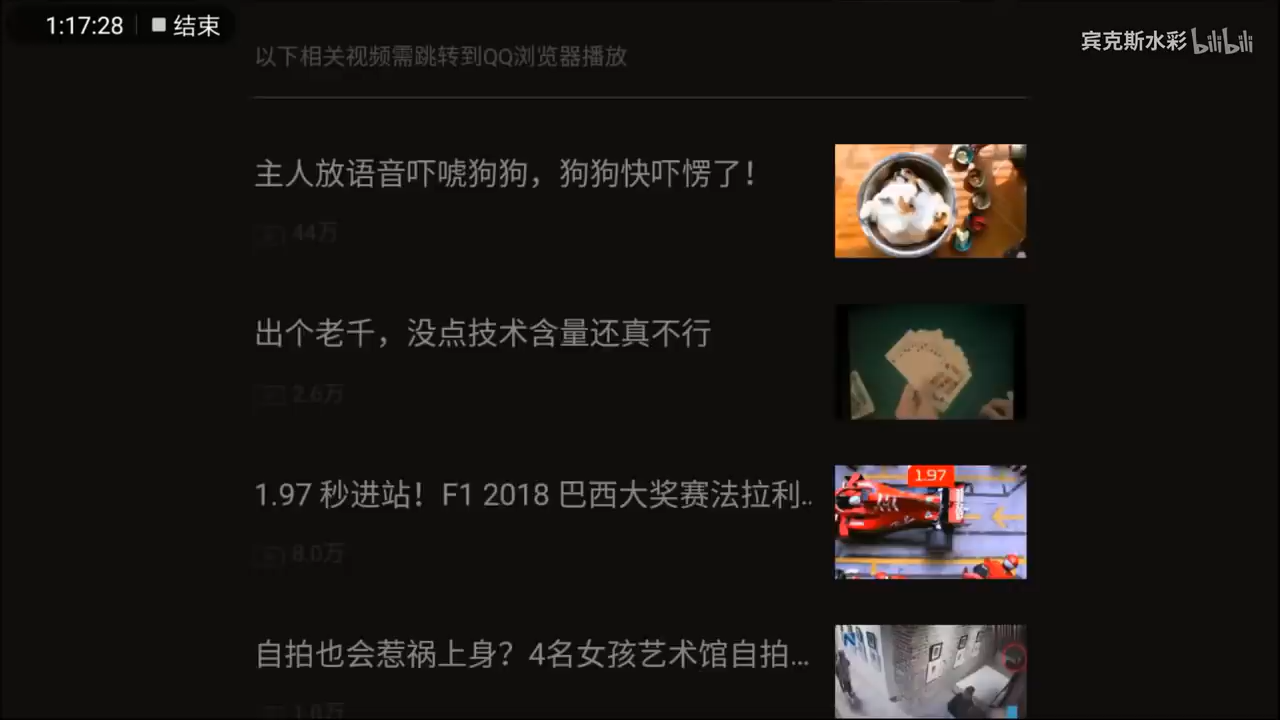 1:17:28 结束
宾克斯水彩 bilibili
以下相关视频需跳转到QQ浏览器播放
主人放语音吓唬狗狗，狗狗快吓愣了！
44万
出个老千，没点技术含量还真不行
2.6万
1.97 秒进站！F1 2018 巴西大奖赛法拉利..
1.97
8.0万
自拍也会惹祸上身？4名女孩艺术馆自拍...